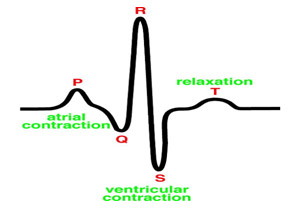 R
P
relaxation
T
atrial
contraction
Q
S
ventricular
contraction